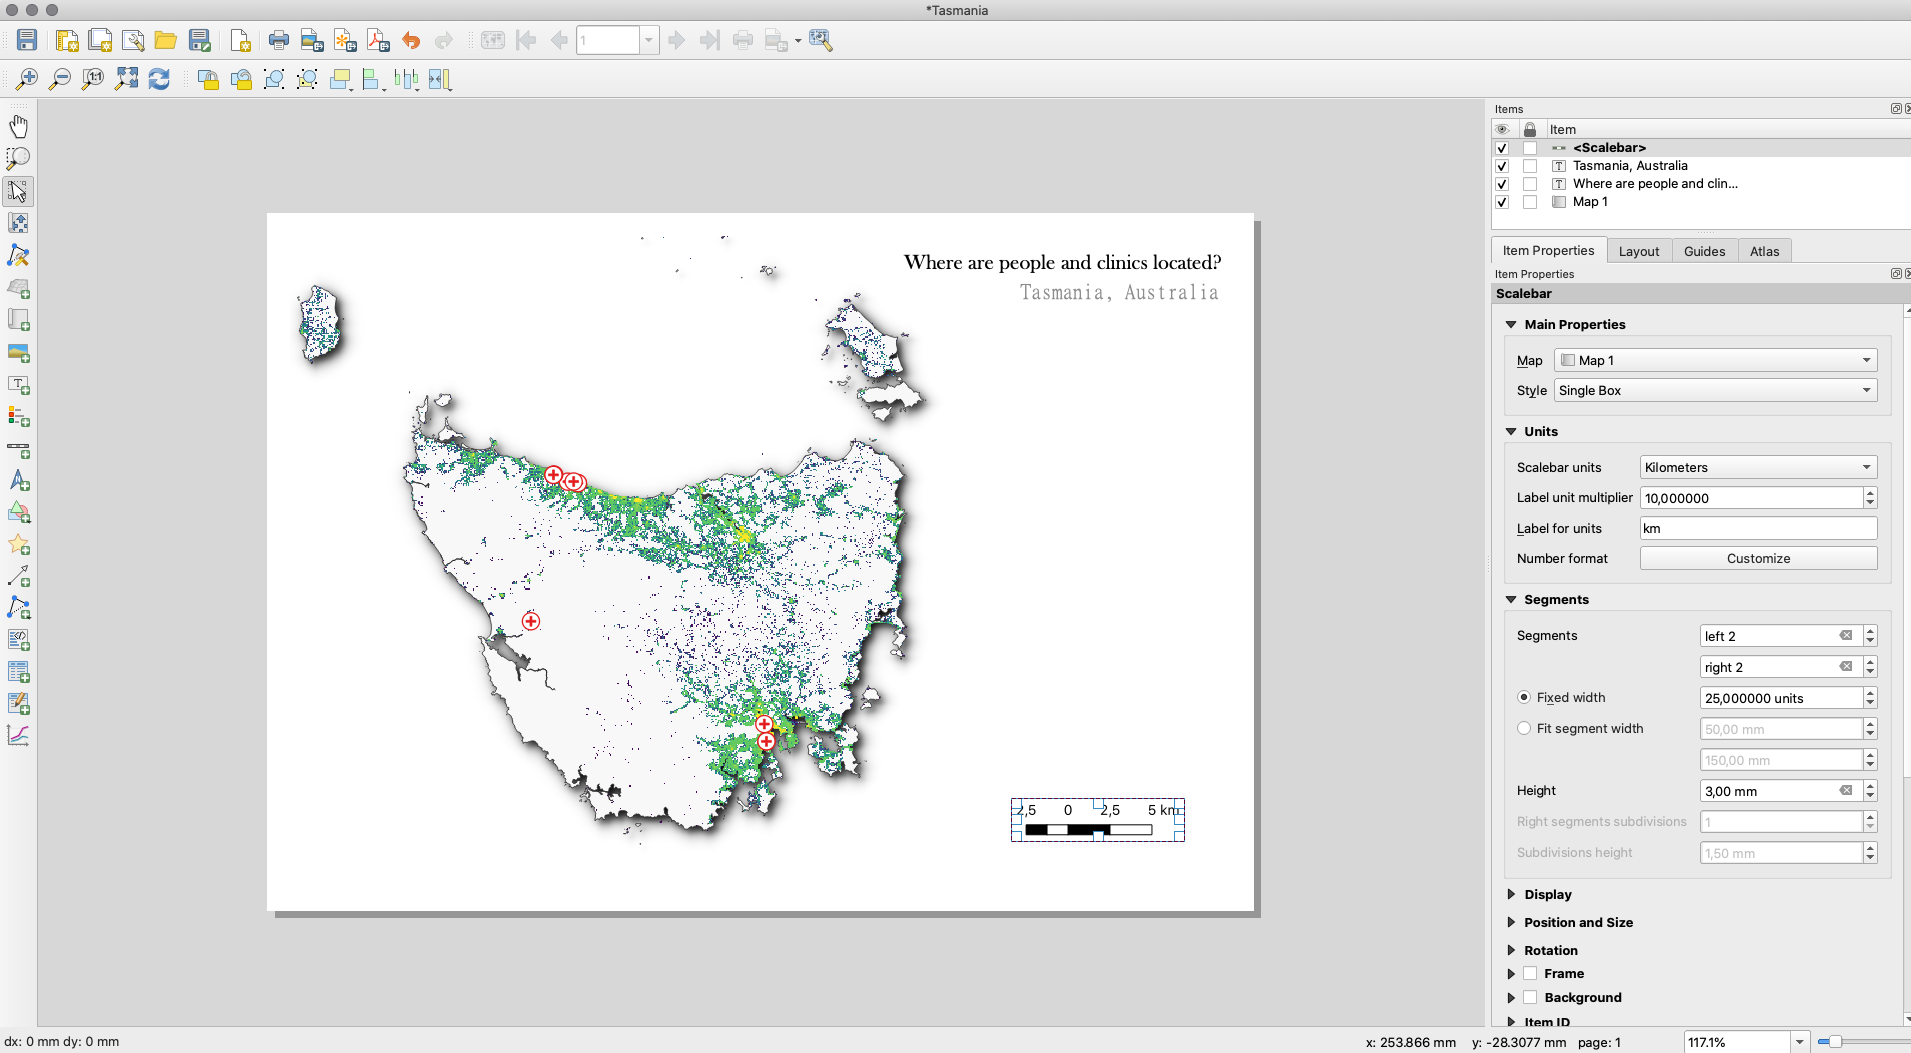 *Tasmania
1
1:1
Items
Item
<Scalebar>
Tasmania, Australia
Where are people and clin...
Map 1
Item Properties
Layout
Guides
Atlas
Item Properties
Scalebar
Main Properties
Map
Map 1
Style
Single Box
Units
Scalebar units
Kilometers
Label unit multiplier
10,000000
Label for units
km
Number format
Customize
Segments
Segments
left 2
right 2
Fixed width
25,000000 units
Fit segment width
50,00 mm
150,00 mm
Height
3,00 mm
Right segments subdivisions
1
Subdivisions height
1,50 mm
Display
Position and Size
Rotation
Frame
Background
Item ID
Where are people and clinics located?
Tasmania, Australia
2,5 0 2,5 5 km
dx: 0 mm dy: 0 mm
x: 253.866 mm y: -28.3077 mm page: 1
117.1%